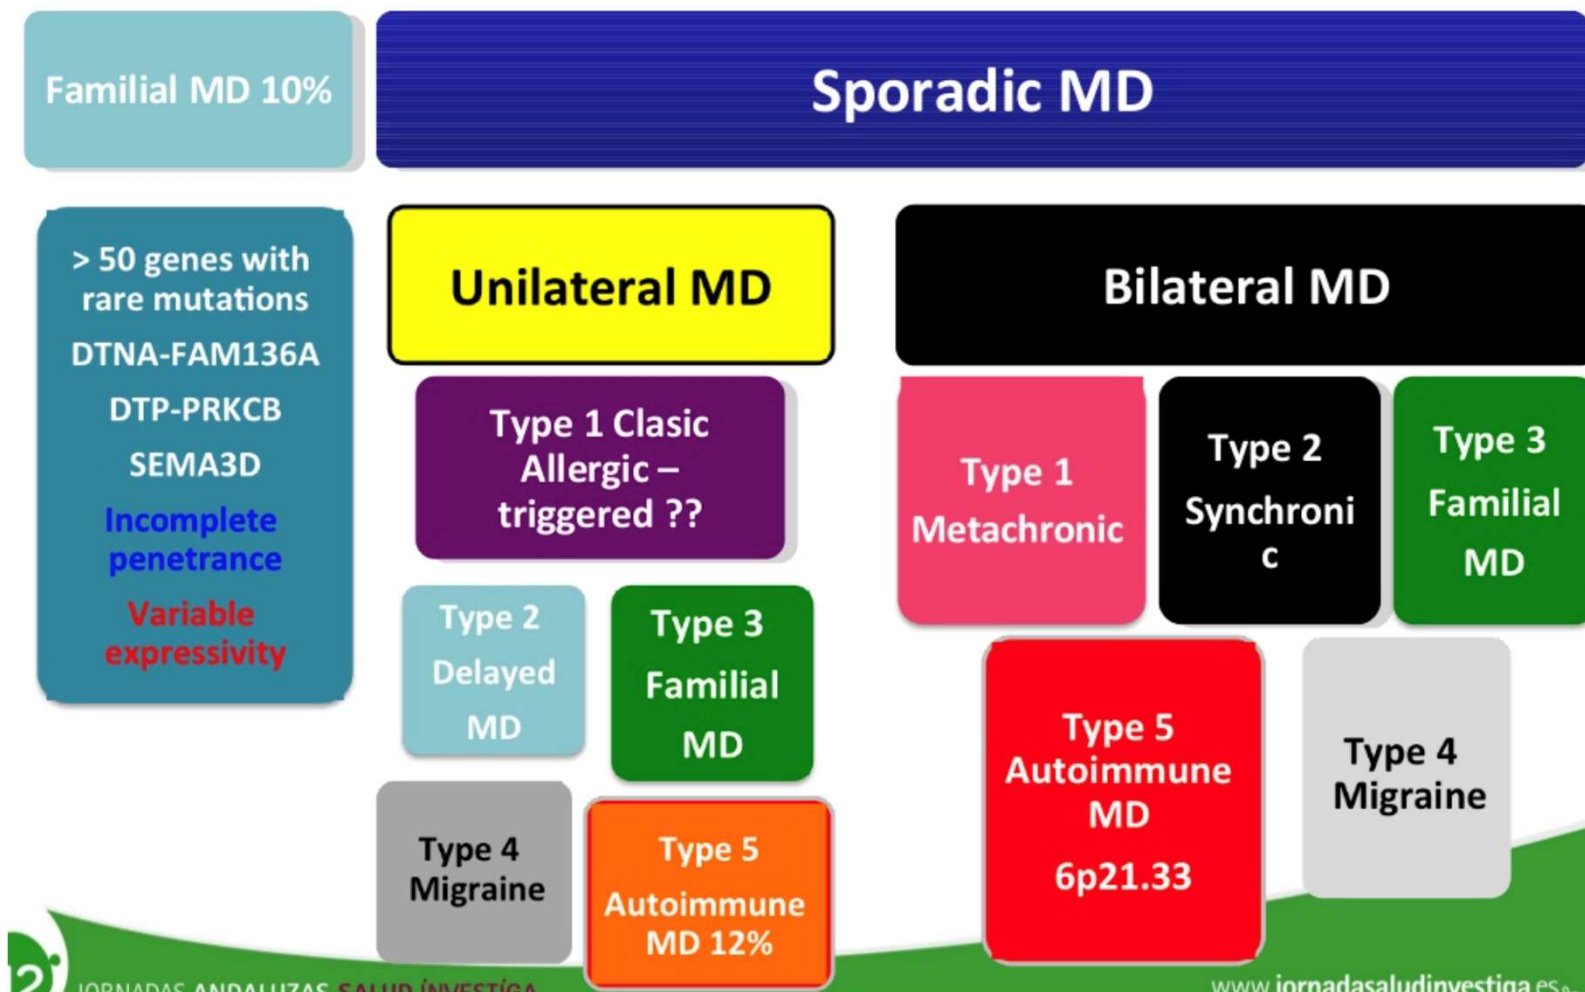 Familial MD 10%
Sporadic MD
> 50 genes with
rare mutations
DTNA-FAM136A
DTP-PRKCB
SEMA3D
Incomplete
penetrance
Variable
expressivity
Unilateral MD
Type 1 Clasic
Allergic –
triggered ??
Type 2
Delayed
MD
Type 3
Familial
MD
Type 4
Migraine
Type 5
Autoimmune
MD 12%
Bilateral MD
Type 1
Metachronic
Type 2
Synchroni
c
Type 3
Familial
MD
Type 5
Autoimmune
MD
6p21.33
Type 4
Migraine
JORNADAS ANDALUZAS SALUD INVESTIGA
www.jornadasaludinvestiga.es